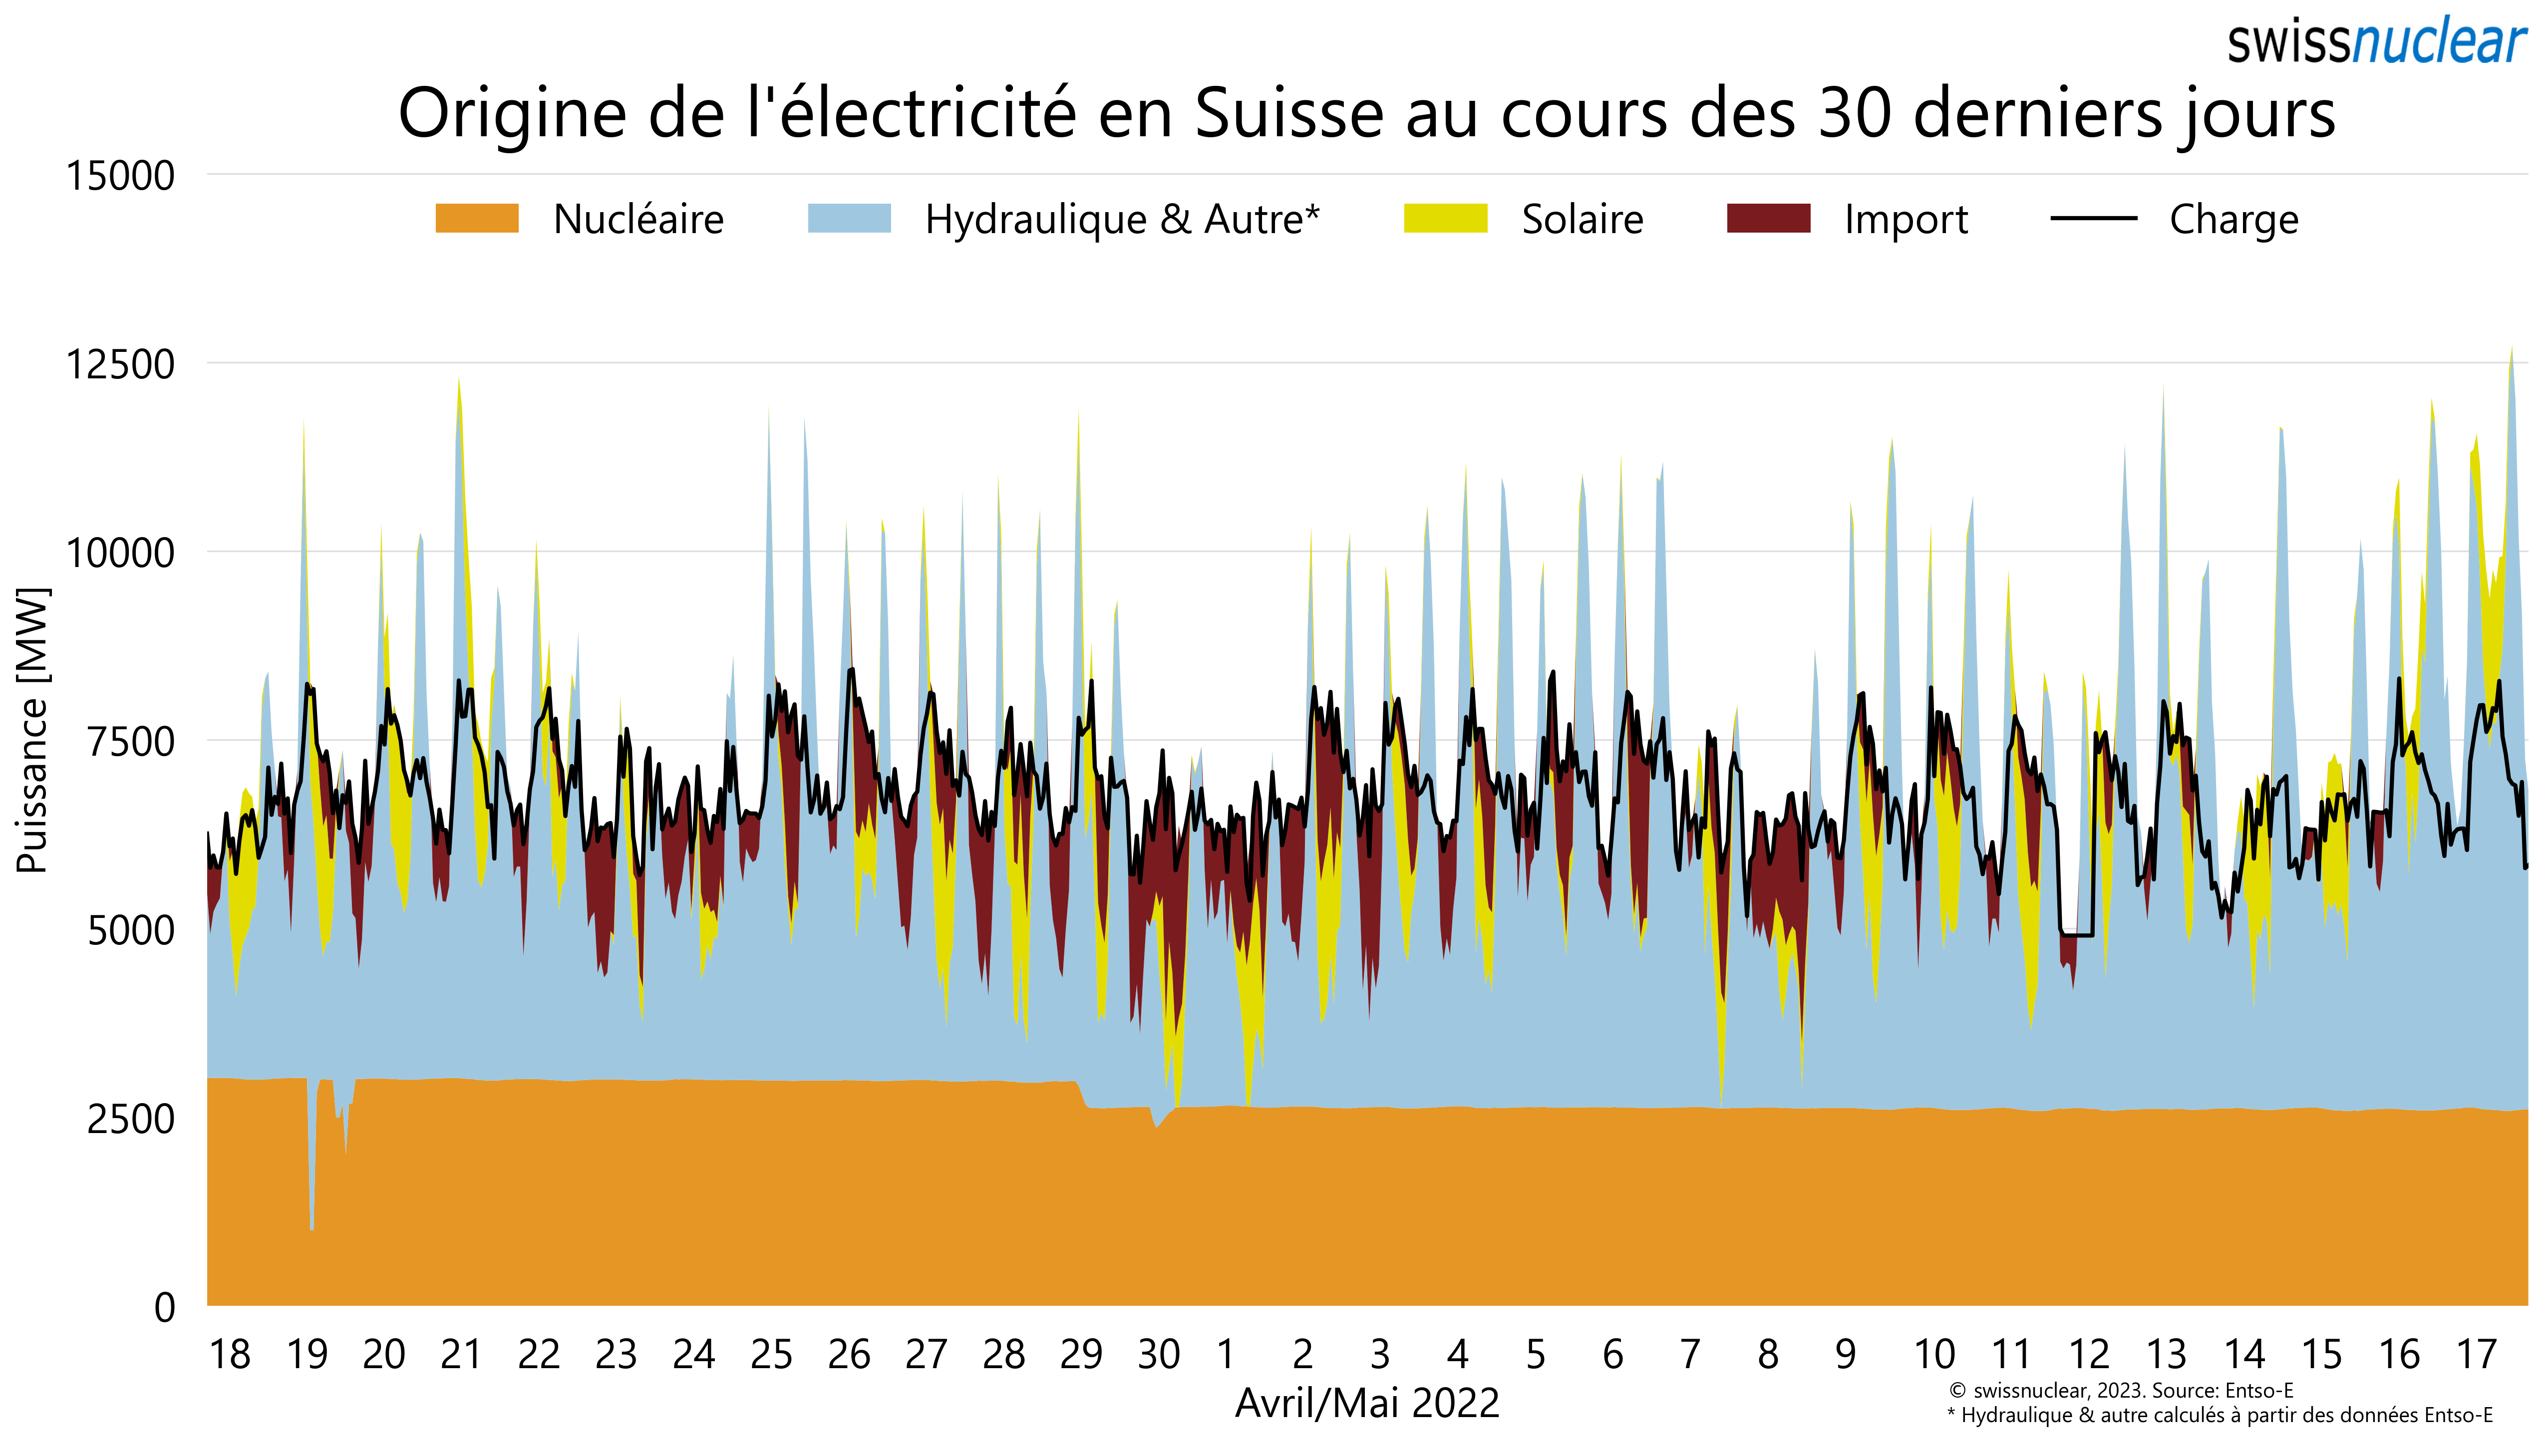 swissnuclear
Origine de l'électricité en Suisse au cours des 30 derniers jours
15000
Nucléaire Hydraulique & Autre* Solaire Import Charge
12500
10000
7500
5000
2500
0
Puissance [MW]
18 19 20 21 22 23 24 25 26 27 28 29 30 1 2 3 4 5 6 7 8 9 10 11 12 13 14 15 16 17
Avril/Mai 2022
© swissnuclear, 2023. Source: Entso-E
* Hydraulique & autre calculés à partir des données Entso-E